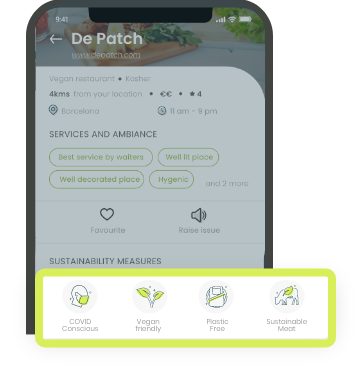 9:41
← De Patch
www.depatch.com
Vegan restaurant • Kosher
4kms from your location • €€ • ★ 4
Barcelona 11 am - 9 pm
SERVICES AND AMBIANCE
Best service by waiters Well lit place
Well decorated place Hygenic and 2 more
Favourite Raise issue
SUSTAINABILITY MEASURES
COVID Vegan Plastic Sustainable
Conscious friendly Free Meat